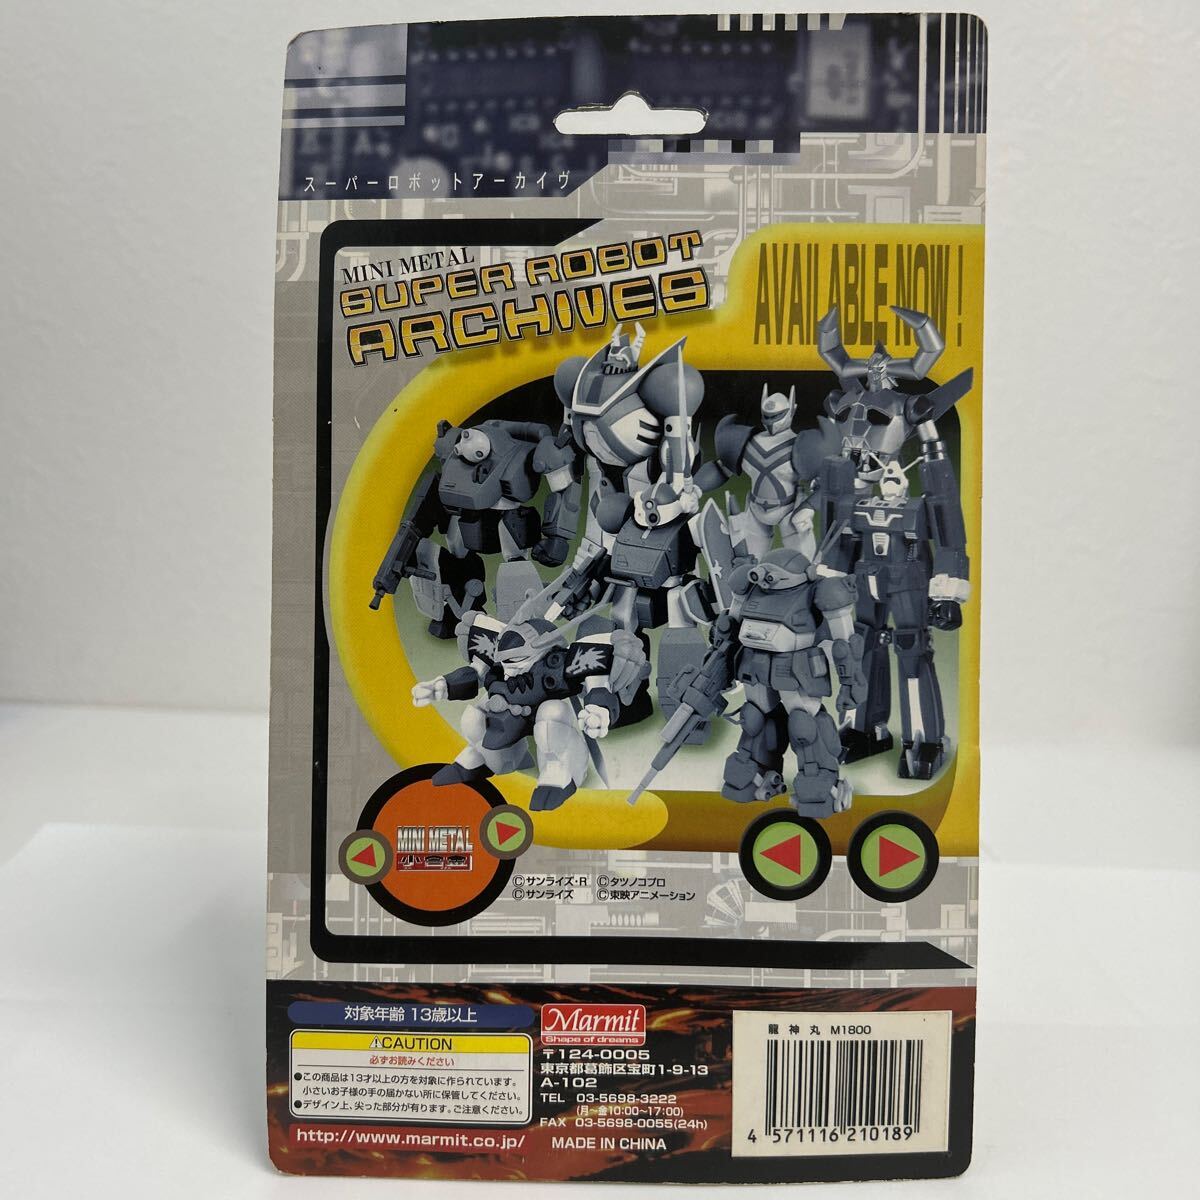 スーパーロボットアーカイヴ
MINI METAL
SUPER ROBOT
ARCHIVES
AVAILABLE NOW!
MINI METAL
小合金
©サンライズ・R ©タツノコプロ
©サンライズ ©東映アニメーション
対象年齢 13歳以上
⚠CAUTION
必ずお読みください
●この商品は13才以上の方を対象に作られています。
小さいお子様の手の届かない所に保管してください。
●デザイン上、尖った部分が有ります。ご注意ください。
http://www.marmit.co.jp/
Marmit
Shape of dreams
〒124-0005
東京都葛飾区宝町1-9-13
A-102
TEL 03-5698-3222
(月~金10:00~17:00)
FAX 03-5698-0055(24h)
MADE IN CHINA
龍 神 丸 M1800
4 571116 210189